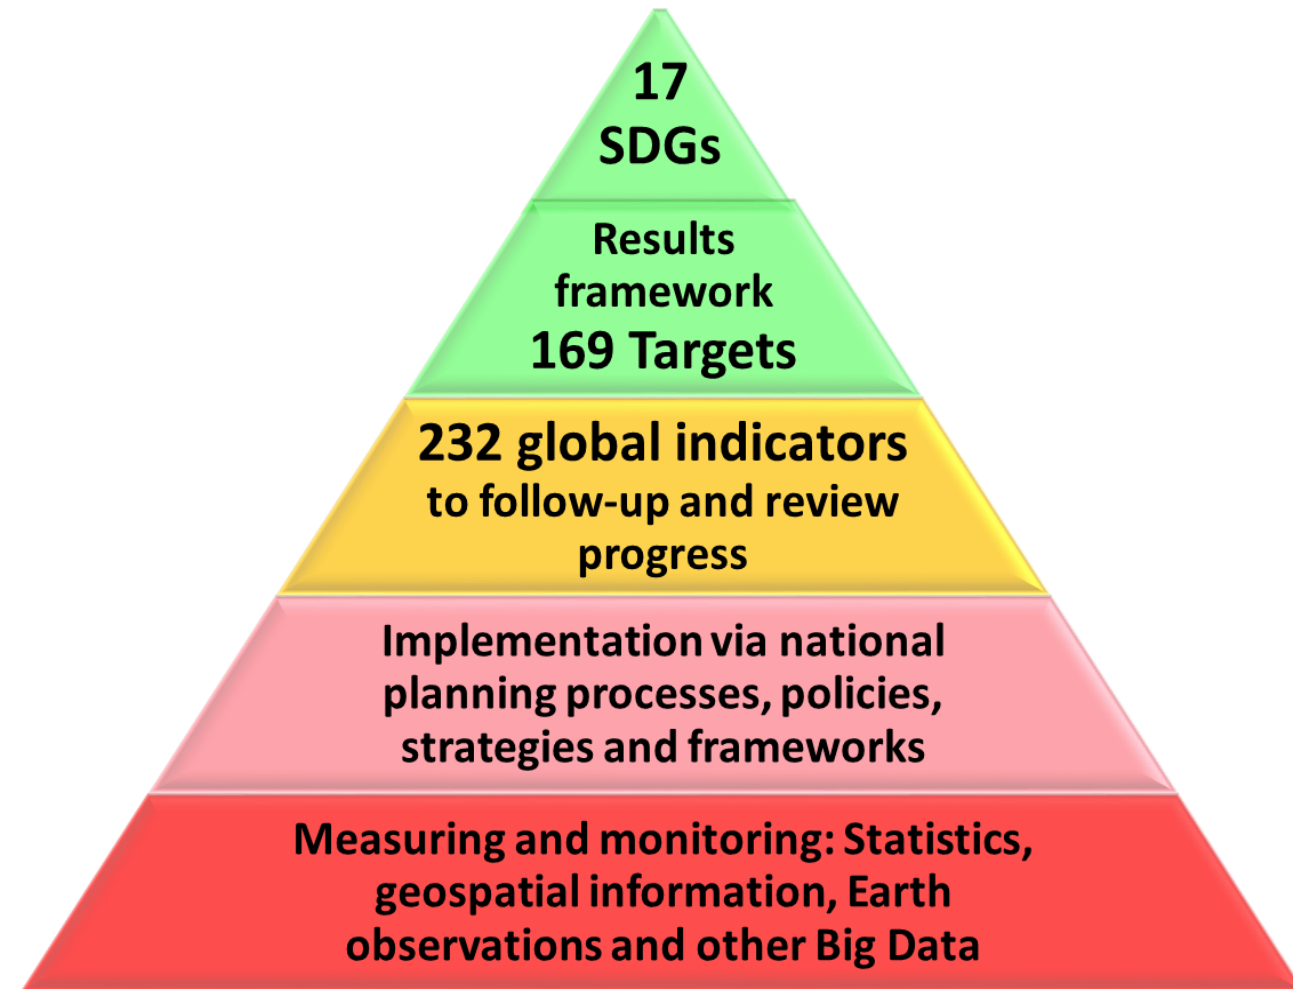 17
SDGs
Results
framework
169 Targets
232 global indicators
to follow-up and review
progress
Implementation via national
planning processes, policies,
strategies and frameworks
Measuring and monitoring: Statistics,
geospatial information, Earth
observations and other Big Data